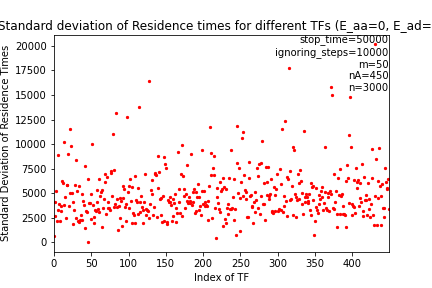 Standard deviation of Residence times for different TFs (E_aa=0, E_ad=
stop_time=50000
ignoring_steps=10000
m=50
nA=450
n=3000
Standard Deviation of Residence Times
20000
17500
15000
12500
10000
7500
5000
2500
0
0 50 100 150 200 250 300 350 400
Index of TF